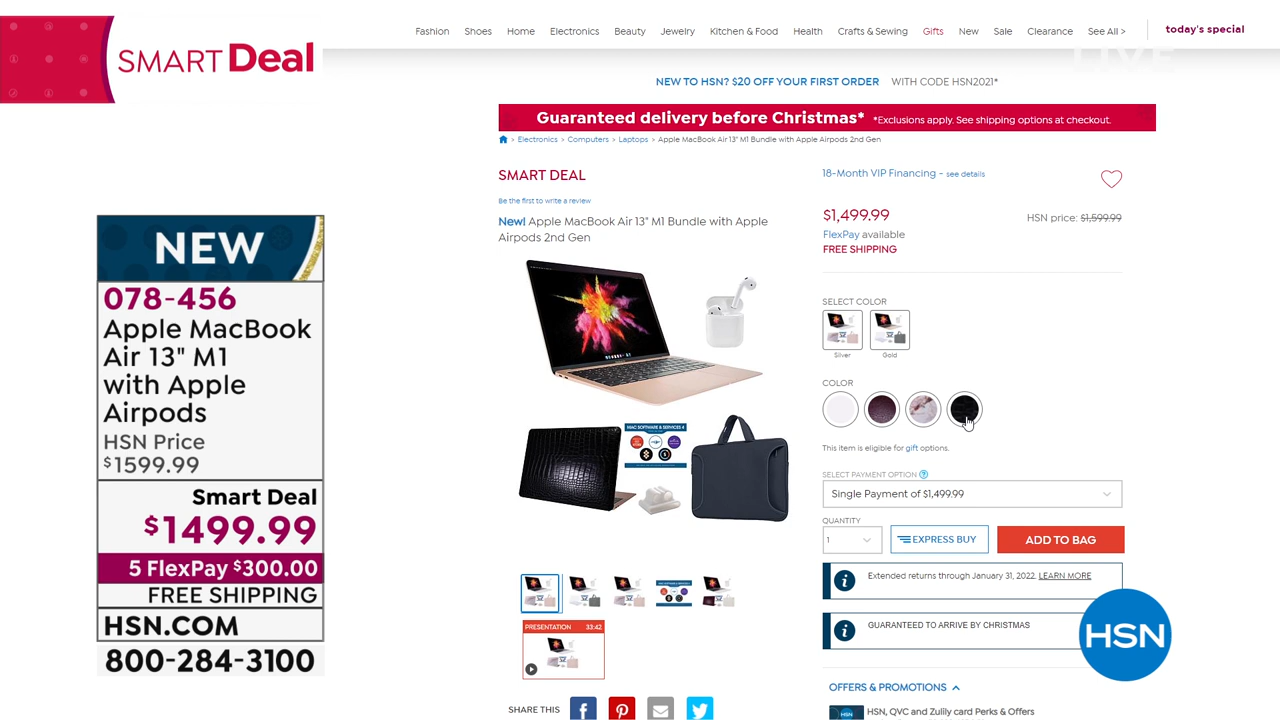 SMART Deal
Fashion Shoes Home Electronics Beauty Jewelry Kitchen & Food Health Crafts & Sewing Gifts New Sale Clearance See All > today's special
LIVE
NEW TO HSN? $20 OFF YOUR FIRST ORDER WITH CODE HSN2021*
Guaranteed delivery before Christmas* *Exclusions apply. See shipping options at checkout.
> Electronics > Computers > Laptops > Apple MacBook Air 13" M1 Bundle with Apple Airpods 2nd Gen
NEW
078-456
Apple MacBook
Air 13" M1
with Apple
Airpods
HSN Price
$1599.99
Smart Deal
$1499.99
5 FlexPay $300.00
FREE SHIPPING
HSN.COM
800-284-3100
SMART DEAL
Be the first to write a review
New! Apple MacBook Air 13" M1 Bundle with Apple
Airpods 2nd Gen
MAC SOFTWARE & SERVICES 4
PRESENTATION 33:42
SHARE THIS
18-Month VIP Financing - see details
$1,499.99 HSN price: $1,599.99
FlexPay available
FREE SHIPPING
SELECT COLOR
Silver Gold
COLOR
This item is eligible for gift options.
SELECT PAYMENT OPTION ?
Single Payment of $1,499.99
QUANTITY
1
EXPRESS BUY
ADD TO BAG
Extended returns through January 31, 2022. LEARN MORE
GUARANTEED TO ARRIVE BY CHRISTMAS
HSN
OFFERS & PROMOTIONS
HSN, QVC and Zulily card Perks & Offers